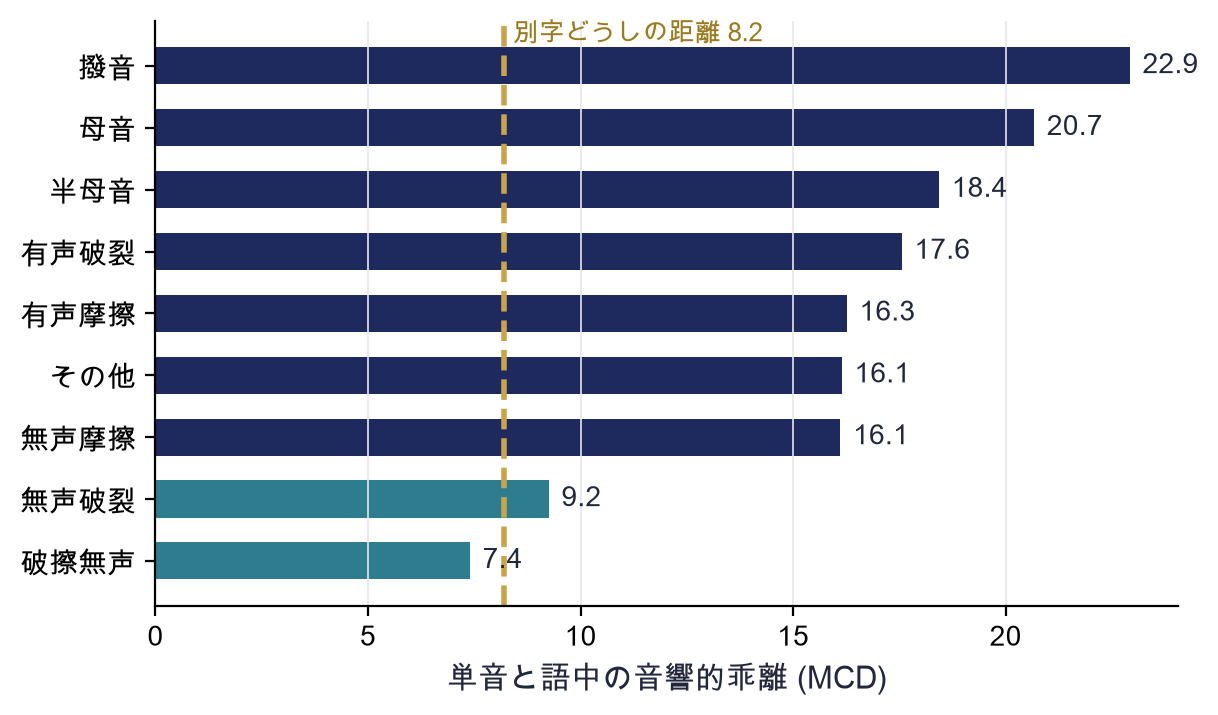 別字どうしの距離 8.2
撥音 22.9
母音 20.7
半母音 18.4
有声破裂 17.6
有声摩擦 16.3
その他 16.1
無声摩擦 16.1
無声破裂 9.2
破擦無声 7.4
0 5 10 15 20
単音と語中の音響的乖離 (MCD)